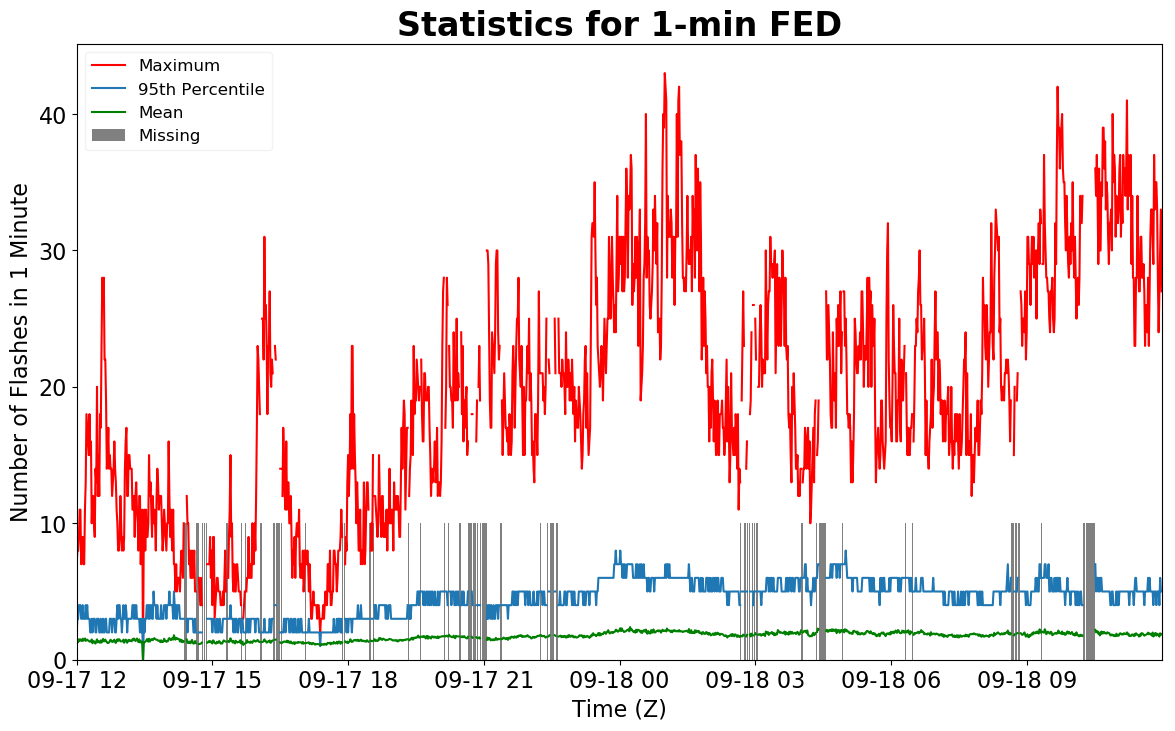 Statistics for 1-min FED
Maximum
95th Percentile
Mean
Missing
Number of Flashes in 1 Minute
40
30
20
10
0
09-17 12 09-17 15 09-17 18 09-17 21 09-18 00 09-18 03 09-18 06 09-18 09
Time (Z)